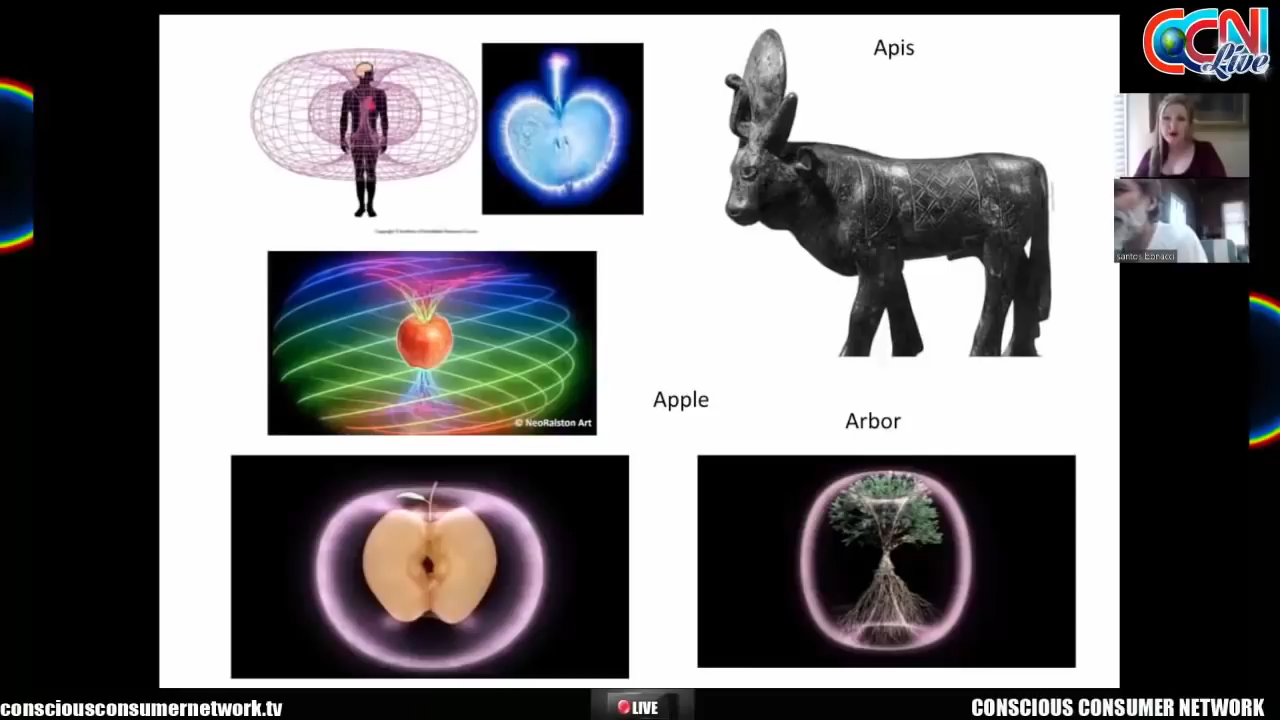 Apis
CCN
Live
santos bonacci
© NeoRalston Art
Apple
Arbor
consciousconsumernetwork.tv
LIVE
CONSCIOUS CONSUMER NETWORK